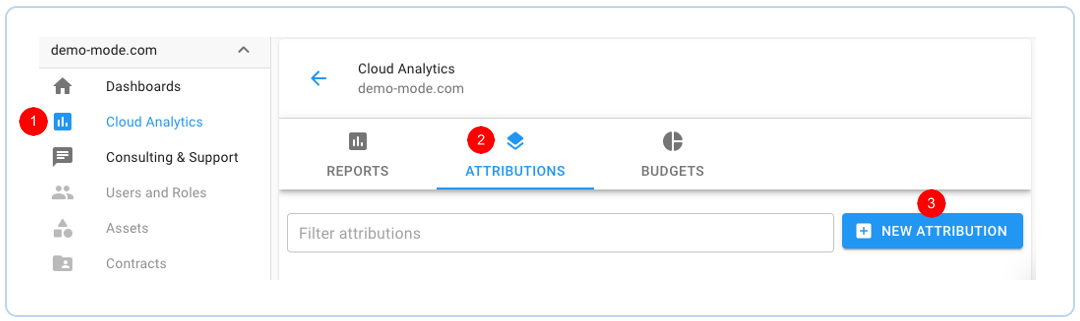 demo-mode.com
Dashboards
1
Cloud Analytics
Consulting & Support
Users and Roles
Assets
Contracts
Cloud Analytics
demo-mode.com
REPORTS
2
ATTRIBUTIONS
BUDGETS
Filter attributions
3
NEW ATTRIBUTION